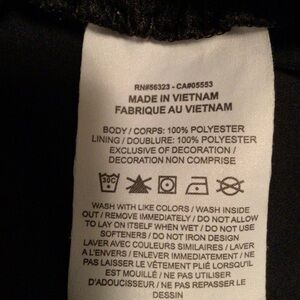 RN#56323 - CA#05553
MADE IN VIETNAM
FABRIQUE AU VIETNAM
BODY / CORPS: 100% POLYESTER
LINING / DOUBLURE: 100% POLYESTER
EXCLUSIVE OF DECORATION /
DECORATION NON COMPRISE
30C
WASH WITH LIKE COLORS / WASH INSIDE
OUT / REMOVE IMMEDIATELY / DO NOT ALLOW
TO LAY ON ITSELF WHEN WET / DO NOT USE
SOFTENERS / DO NOT IRON DESIGN
LAVER AVEC COULEURS SIMILAIRES / LAVER
A L'ENVERS / ENLEVER IMMEDIATEMENT / NE
PAS LAISSER LE VÊTEMENT PLIÉ LORSQU'IL
EST MOUILLÉ / NE PAS UTILISER
D'ADOUCISSEUR / NE PAS REPASSER LE
DESSIN